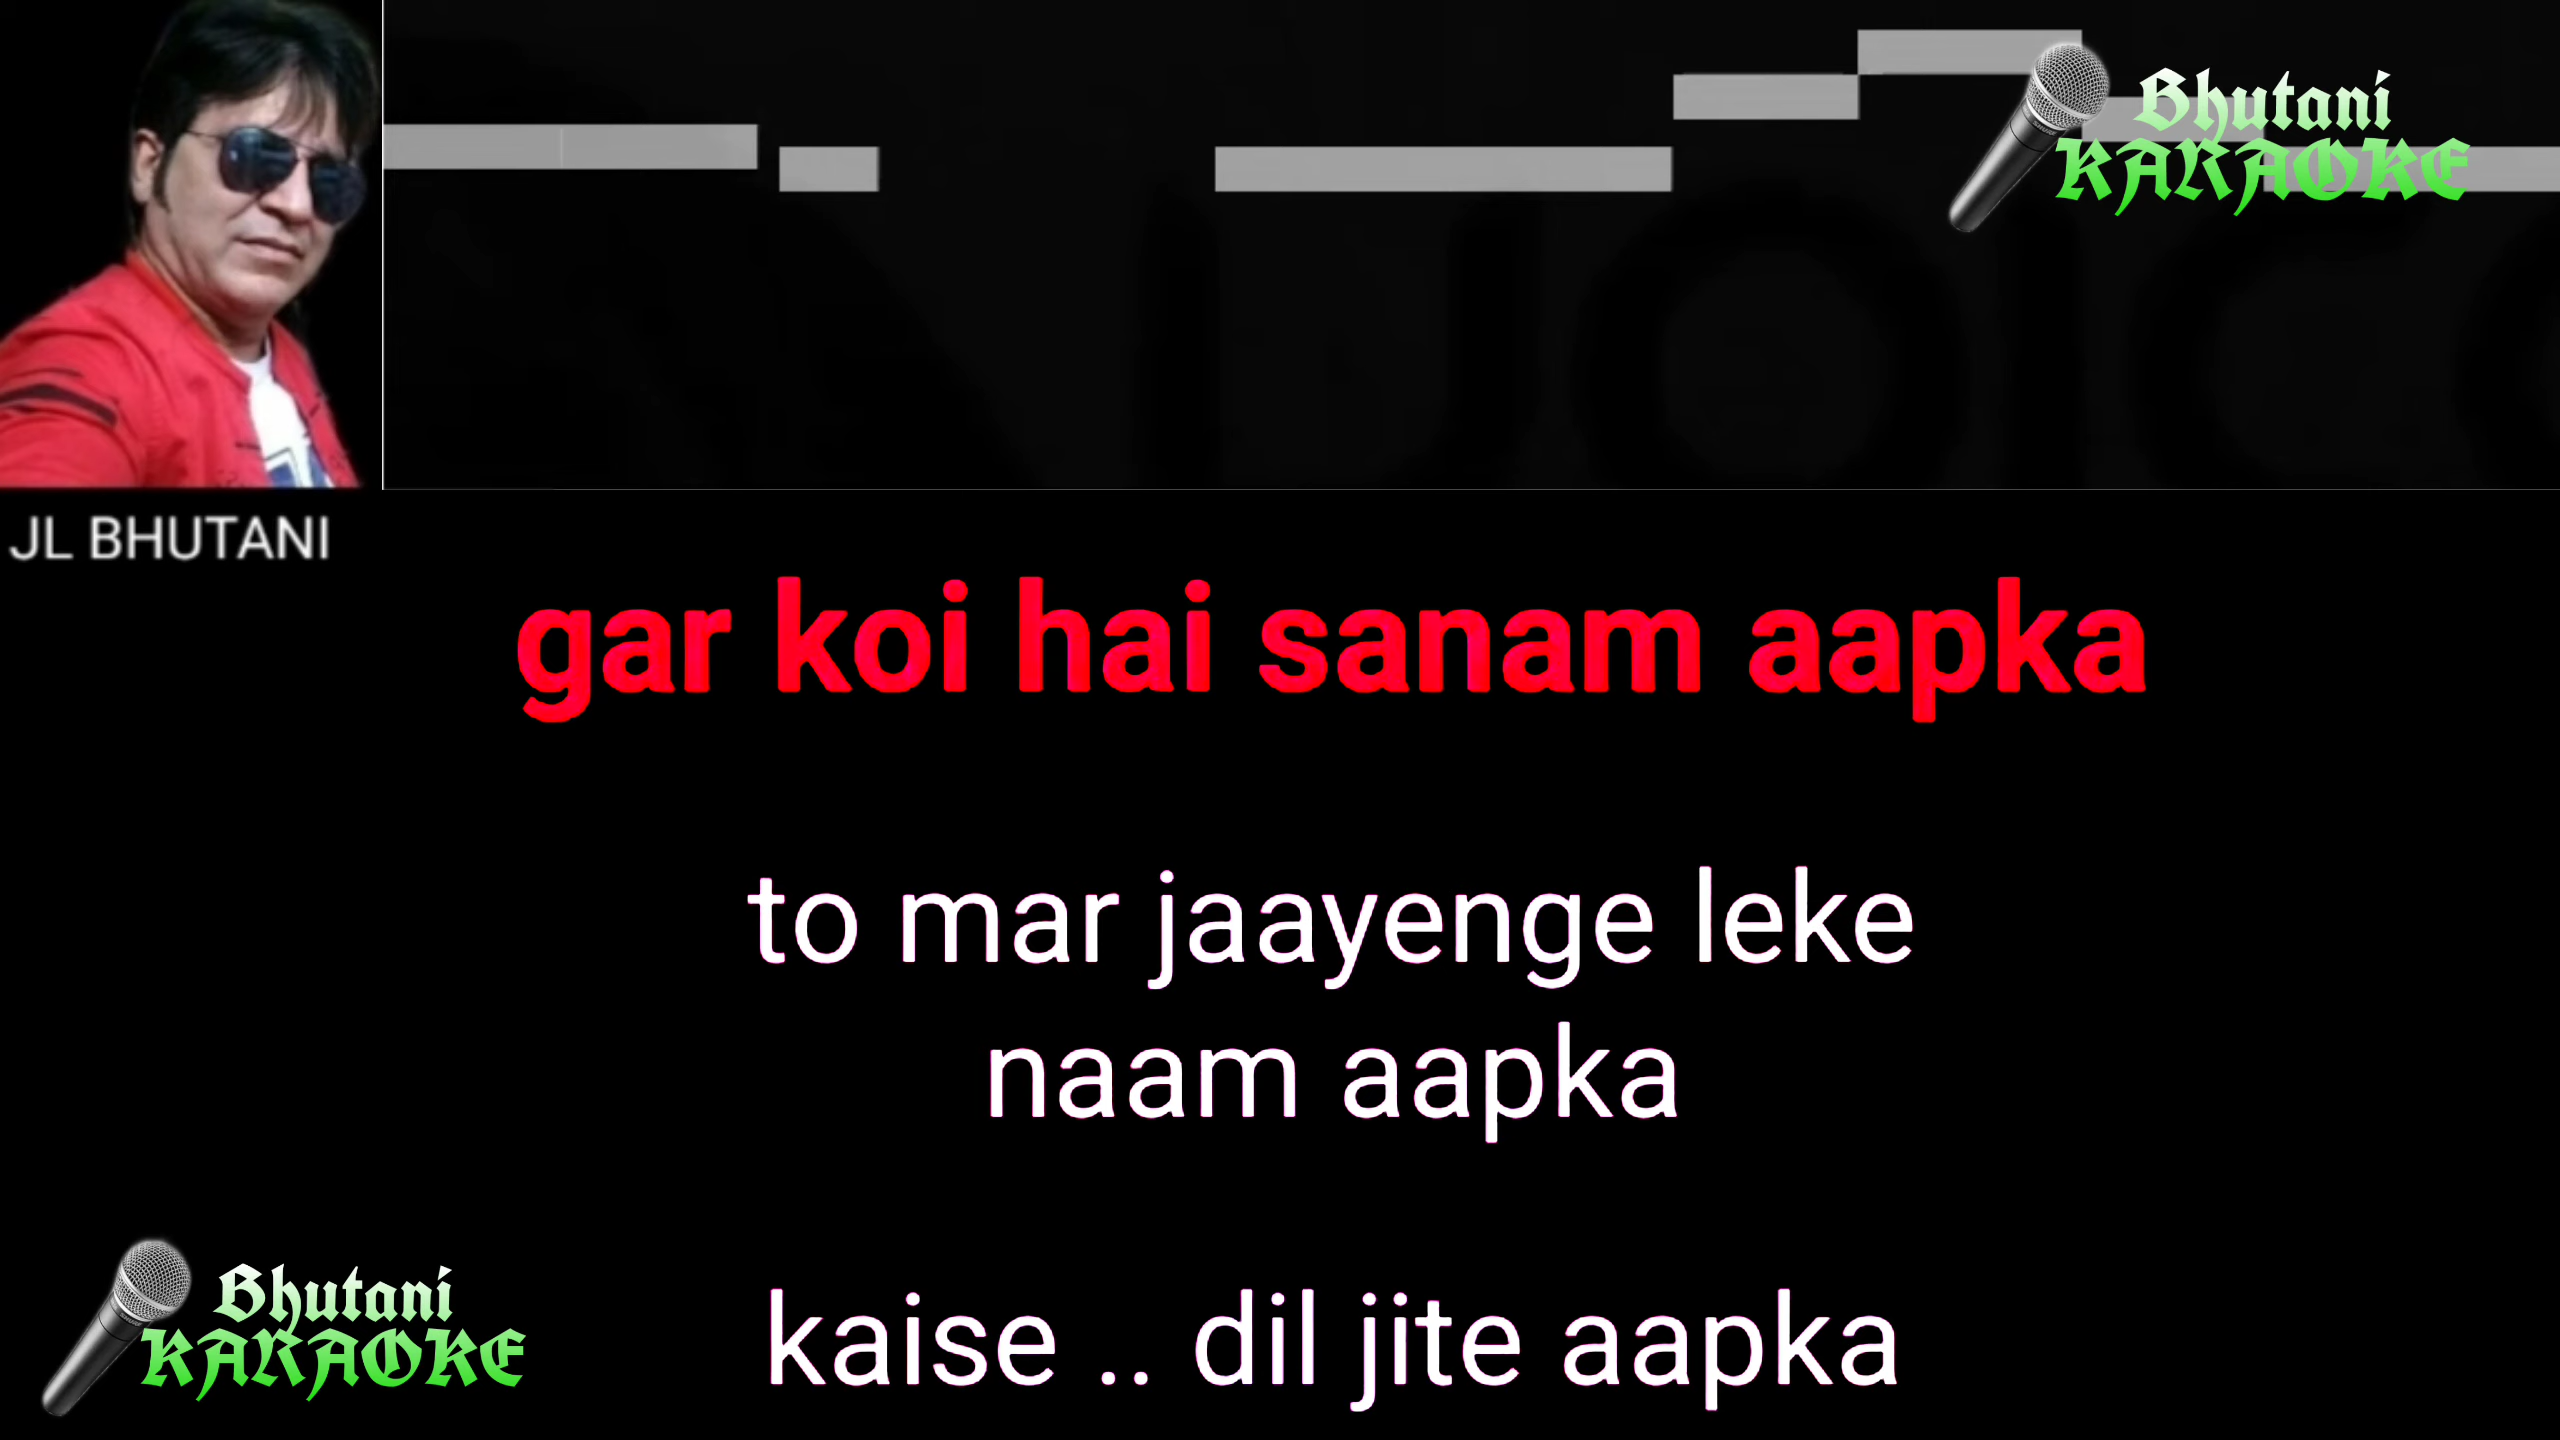 Bhutani
KARAOKE
JL BHUTANI
gar koi hai sanam aapka
to mar jaayenge leke
naam aapka
kaise .. dil jite aapka
Bhutani
KARAOKE